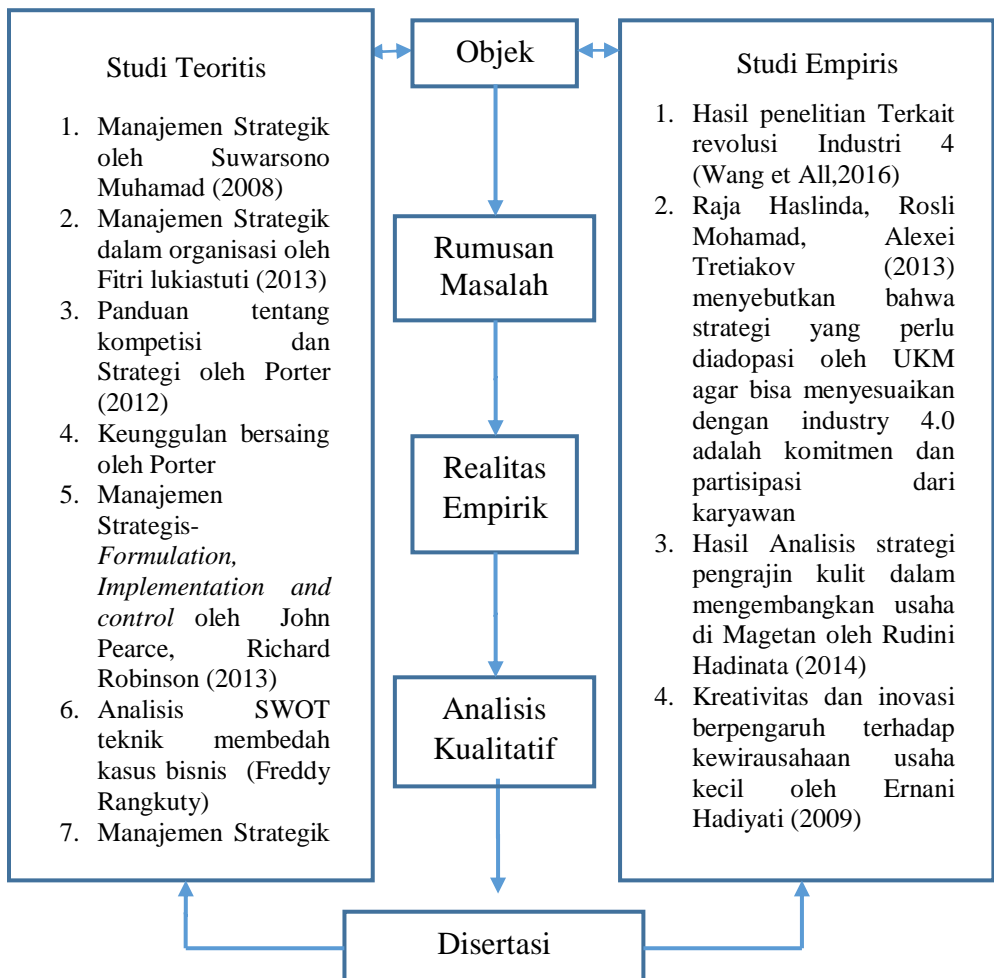 Studi Teoritis
1. Manajemen Strategik
oleh Suwarsono
Muhamad (2008)
2. Manajemen Strategik
dalam organisasi oleh
Fitri lukiastuti (2013)
3. Panduan tentang
kompetisi dan
Strategi oleh Porter
(2012)
4. Keunggulan bersaing
oleh Porter
5. Manajemen
Strategis-
Formulation,
Implementation and
control oleh John
Pearce, Richard
Robinson (2013)
6. Analisis SWOT
teknik membedah
kasus bisnis (Freddy
Rangkuty)
7. Manajemen Strategik
Objek
Rumusan
Masalah
Realitas
Empirik
Analisis
Kualitatif
Studi Empiris
1. Hasil penelitian Terkait
revolusi Industri 4
(Wang et All,2016)
2. Raja Haslinda, Rosli
Mohamad, Alexei
Tretiakov (2013)
menyebutkan bahwa
strategi yang perlu
diadopasi oleh UKM
agar bisa menyesuaikan
dengan industry 4.0
adalah komitmen dan
partisipasi dari
karyawan
3. Hasil Analisis strategi
pengrajin kulit dalam
mengembangkan usaha
di Magetan oleh Rudini
Hadinata (2014)
4. Kreativitas dan inovasi
berpengaruh terhadap
kewirausahaan usaha
kecil oleh Ernani
Hadiyati (2009)
Disertasi